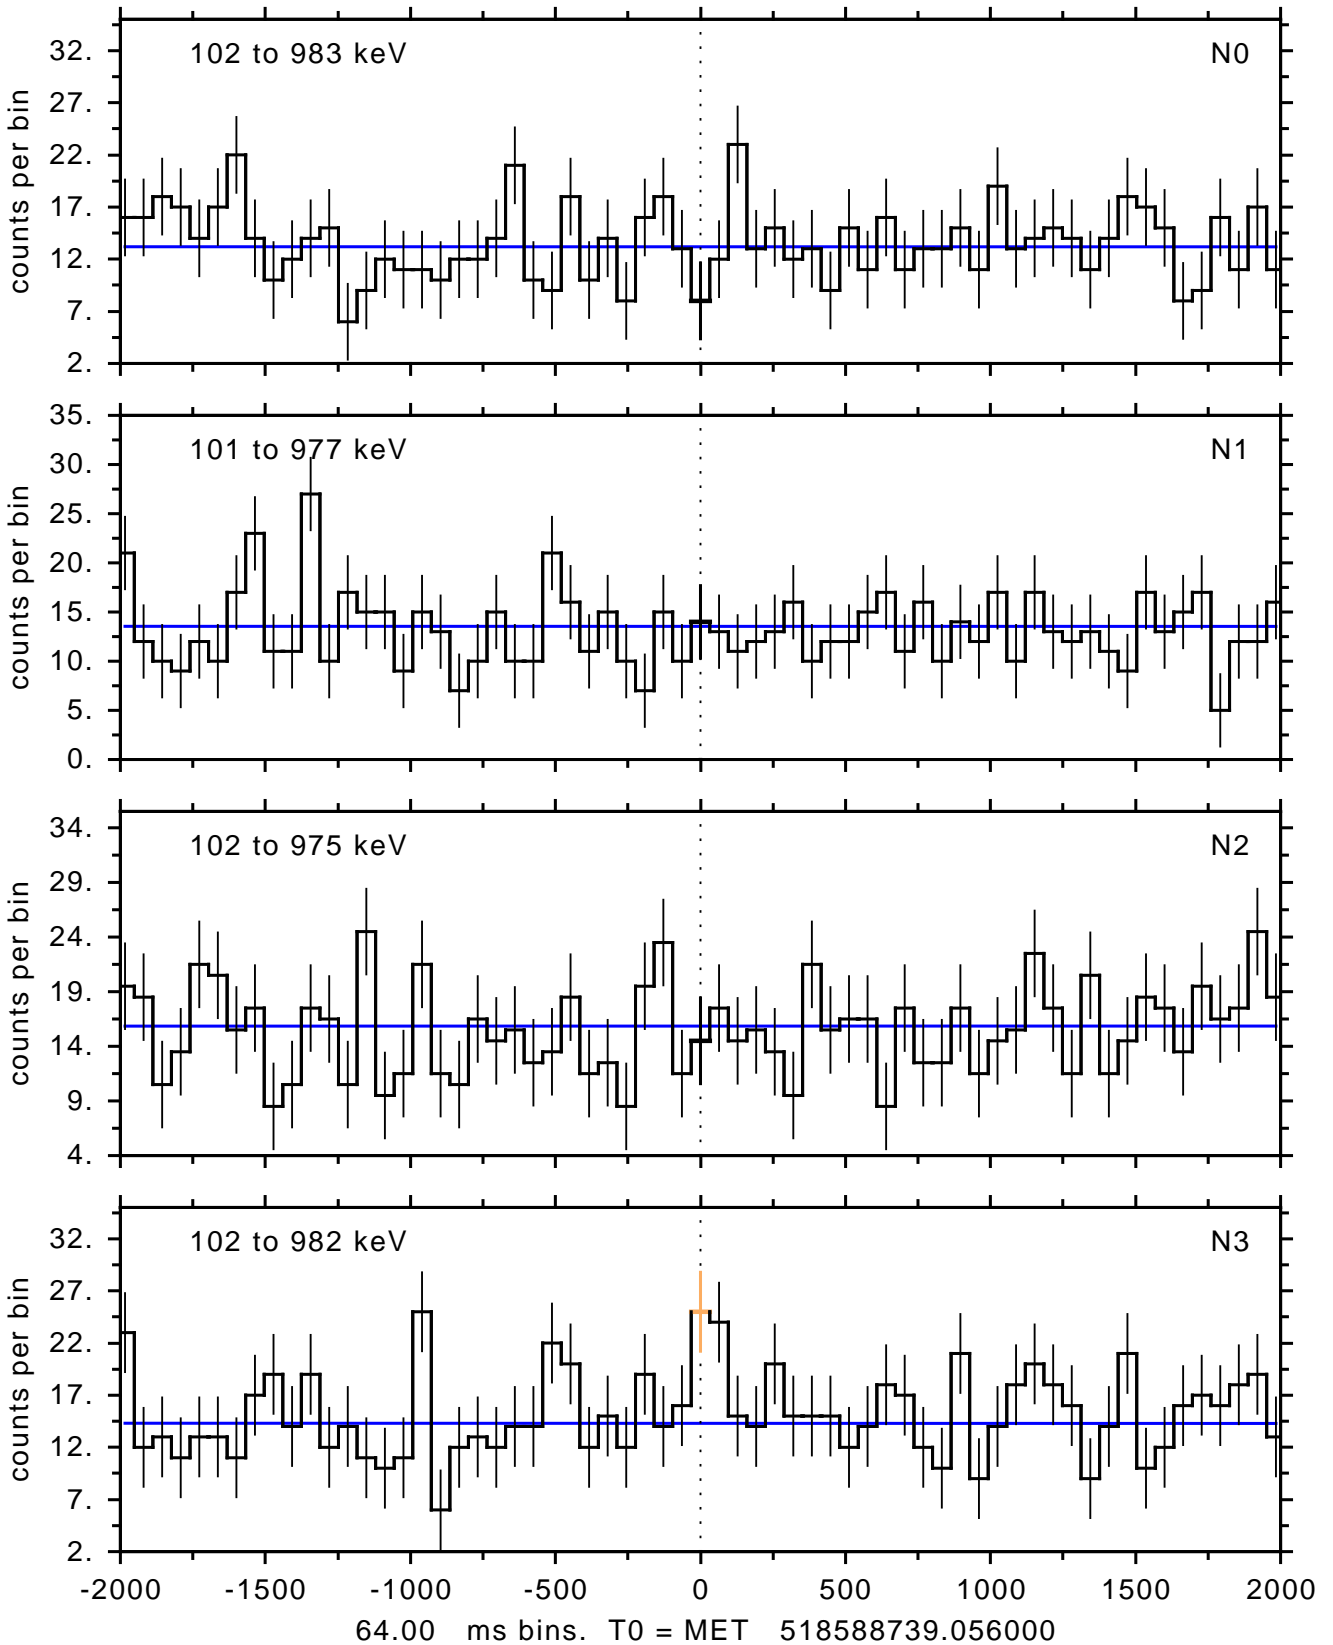 102 to 983 keV N0
32.
27.
22.
17.
12.
7.
2.
counts per bin
101 to 977 keV N1
35.
30.
25.
20.
15.
10.
5.
0.
counts per bin
102 to 975 keV N2
34.
29.
24.
19.
14.
9.
4.
counts per bin
102 to 982 keV N3
32.
27.
22.
17.
12.
7.
2.
counts per bin
-2000 -1500 -1000 -500 0 500 1000 1500 2000
64.00 ms bins. T0 = MET 518588739.056000